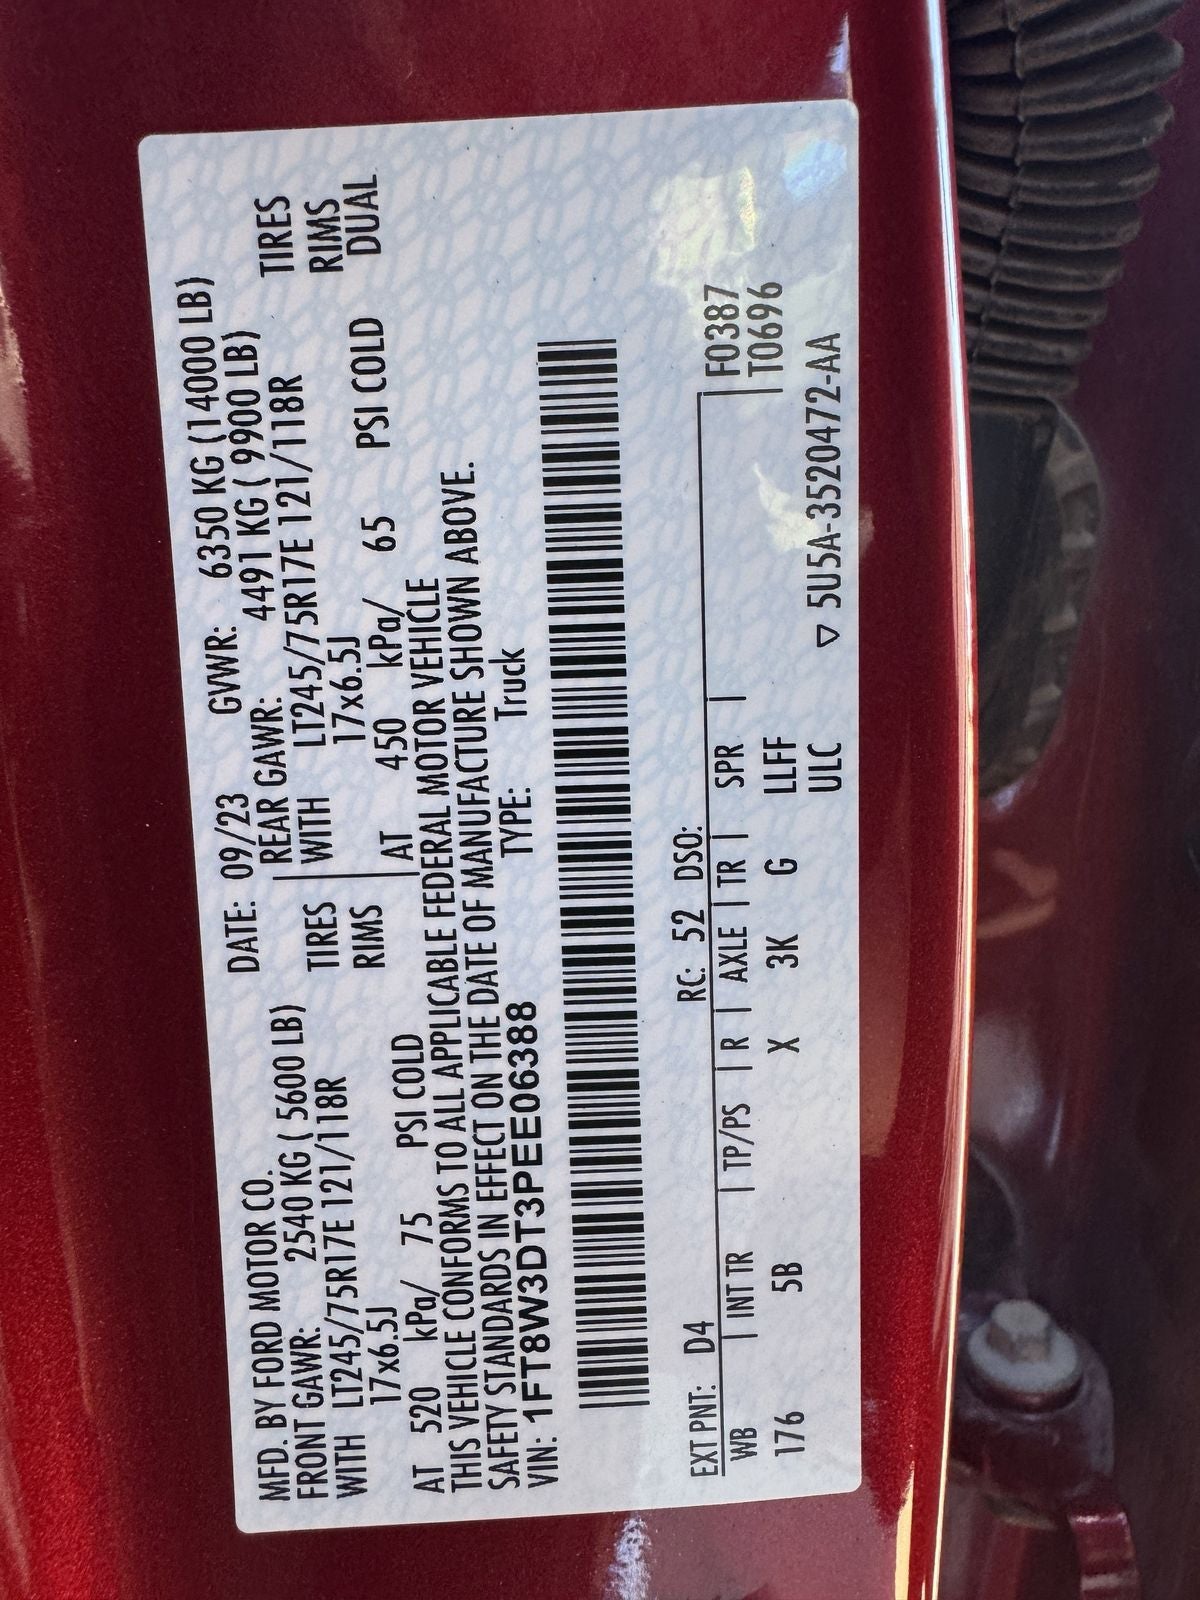 MFD. BY FORD MOTOR CO.
DATE: 09/23 GVWR: 6350 KG (14000 LB)
FRONT GAWR: 2540 KG ( 5600 LB) REAR GAWR: 4491 KG ( 9900 LB)
WITH LT245/75R17E 121/118R TIRES WITH LT245/75R17E 121/118R TIRES
17x6.5J RIMS 17x6.5J RIMS
AT 520 kPa/ 75 PSI COLD AT 450 kPa/ 65 PSI COLD DUAL
THIS VEHICLE CONFORMS TO ALL APPLICABLE FEDERAL MOTOR VEHICLE
SAFETY STANDARDS IN EFFECT ON THE DATE OF MANUFACTURE SHOWN ABOVE.
VIN: 1FT8W3DT3PEE06388 TYPE: Truck
EXT PNT: D4 RC: 52 DSO:
WB INT TR TP/PS R AXLE TR SPR F0387
176 5B X 3K G LLFF T0696
ULC ▽ 5U5A-3520472-AA